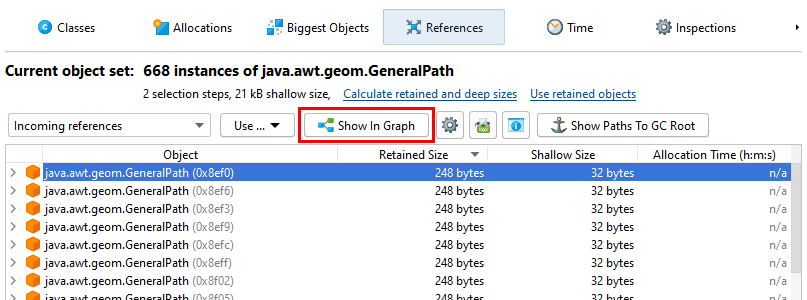 Classes Allocations Biggest Objects References Time Inspections
Current object set: 668 instances of java.awt.geom.GeneralPath
2 selection steps, 21 kB shallow size, Calculate retained and deep sizes Use retained objects
Incoming references Use ... Show In Graph Show Paths To GC Root
Object Retained Size Shallow Size Allocation Time (h:m:s)
java.awt.geom.GeneralPath (0x8ef0) 248 bytes 32 bytes n/a
java.awt.geom.GeneralPath (0x8ef6) 248 bytes 32 bytes n/a
java.awt.geom.GeneralPath (0x8ef3) 248 bytes 32 bytes n/a
java.awt.geom.GeneralPath (0x8ef9) 248 bytes 32 bytes n/a
java.awt.geom.GeneralPath (0x8efc) 248 bytes 32 bytes n/a
java.awt.geom.GeneralPath (0x8eff) 248 bytes 32 bytes n/a
java.awt.geom.GeneralPath (0x8f02) 248 bytes 32 bytes n/a
java.awt.geom.GeneralPath (0x8f05) 248 bytes 32 bytes n/a